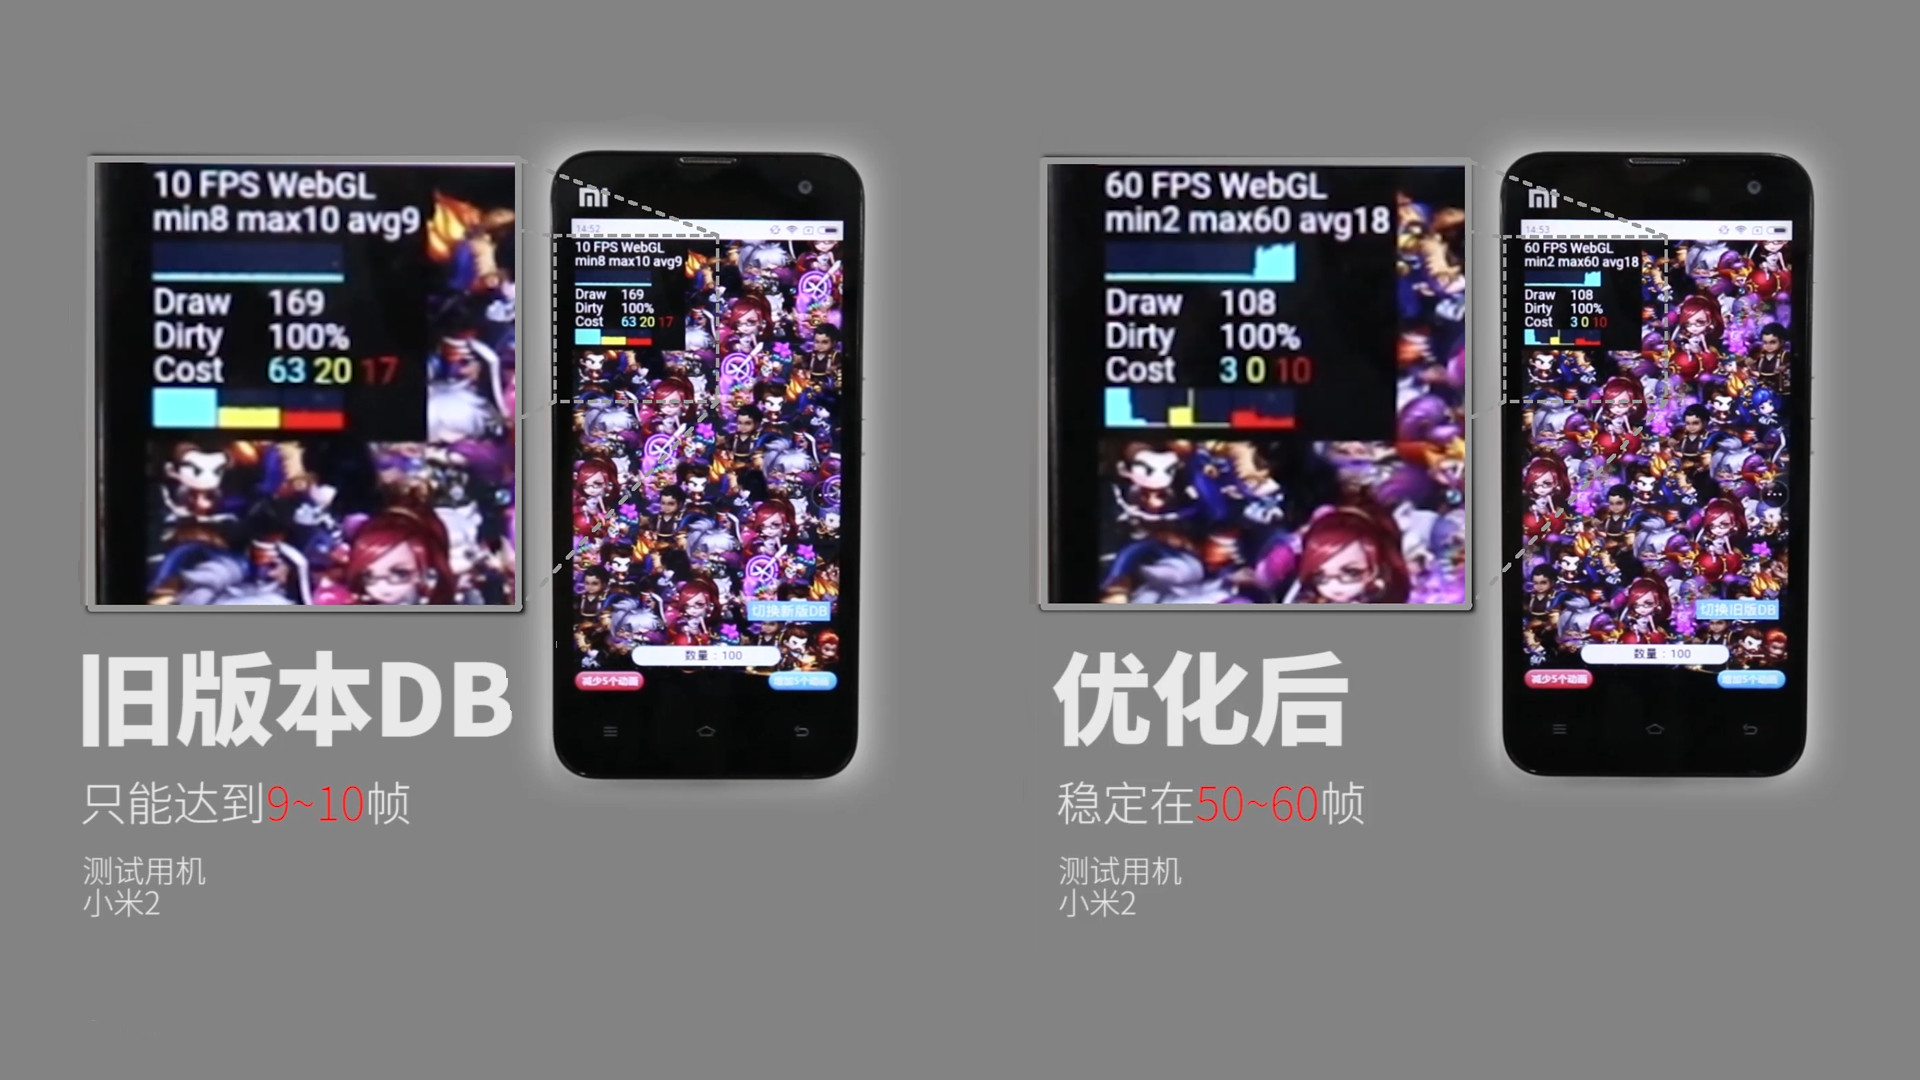 10 FPS WebGL
min8 max10 avg9
Draw 169
Dirty 100%
Cost 63 20 17
旧版本DB
只能达到9~10帧
测试用机
小米2
mi
14:52
10 FPS WebGL
min8 max10 avg9
Draw 169
Dirty 100%
Cost 63 20 17
切换新版DB
数量：100
减少5个动画
增加5个动画
60 FPS WebGL
min2 max60 avg18
Draw 108
Dirty 100%
Cost 3 0 10
优化后
稳定在50~60帧
测试用机
小米2
mi
14:53
60 FPS WebGL
min2 max60 avg18
Draw 108
Dirty 100%
Cost 3 0 10
切换旧版DB
数量：100
减少5个动画
增加5个动画